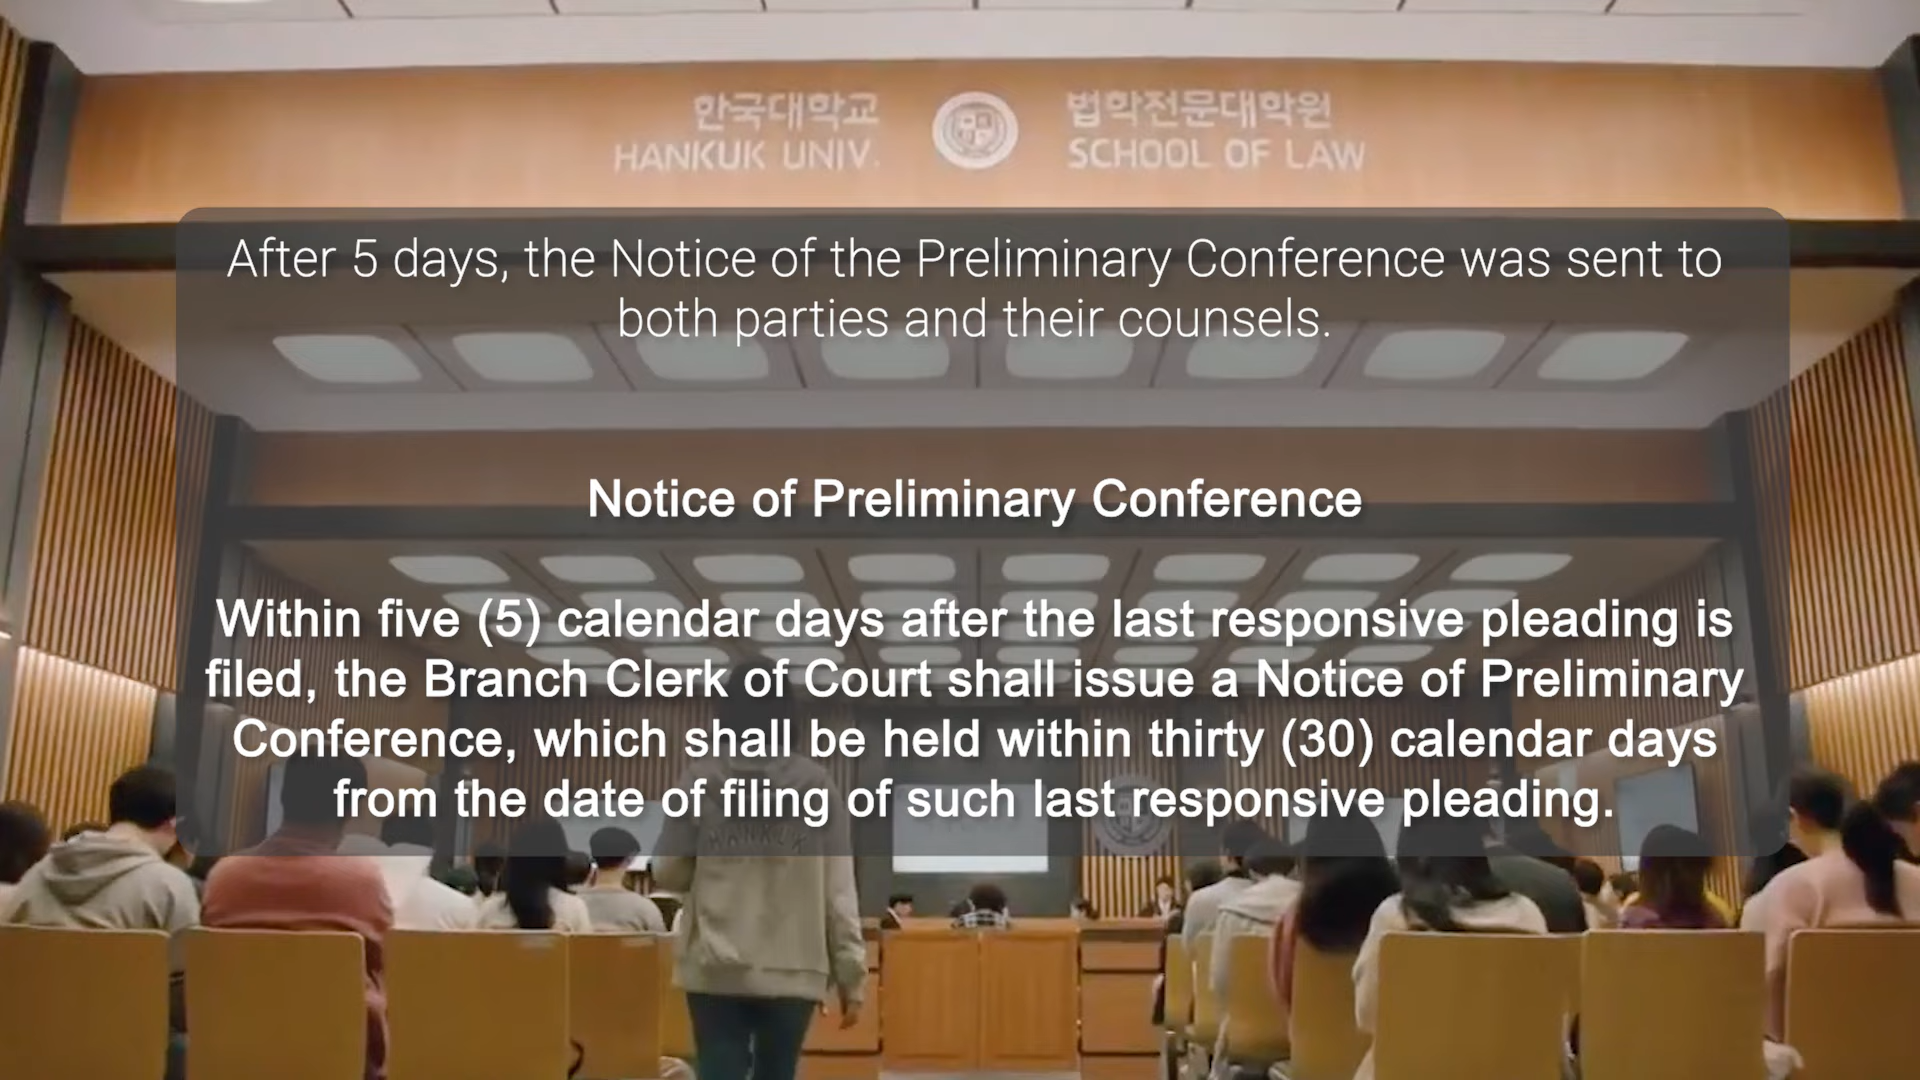 한국대학교 법학전문대학원
HANKUK UNIV. SCHOOL OF LAW
After 5 days, the Notice of the Preliminary Conference was sent to
both parties and their counsels.
Notice of Preliminary Conference
Within five (5) calendar days after the last responsive pleading is
filed, the Branch Clerk of Court shall issue a Notice of Preliminary
Conference, which shall be held within thirty (30) calendar days
from the date of filing of such last responsive pleading.
HANKUK